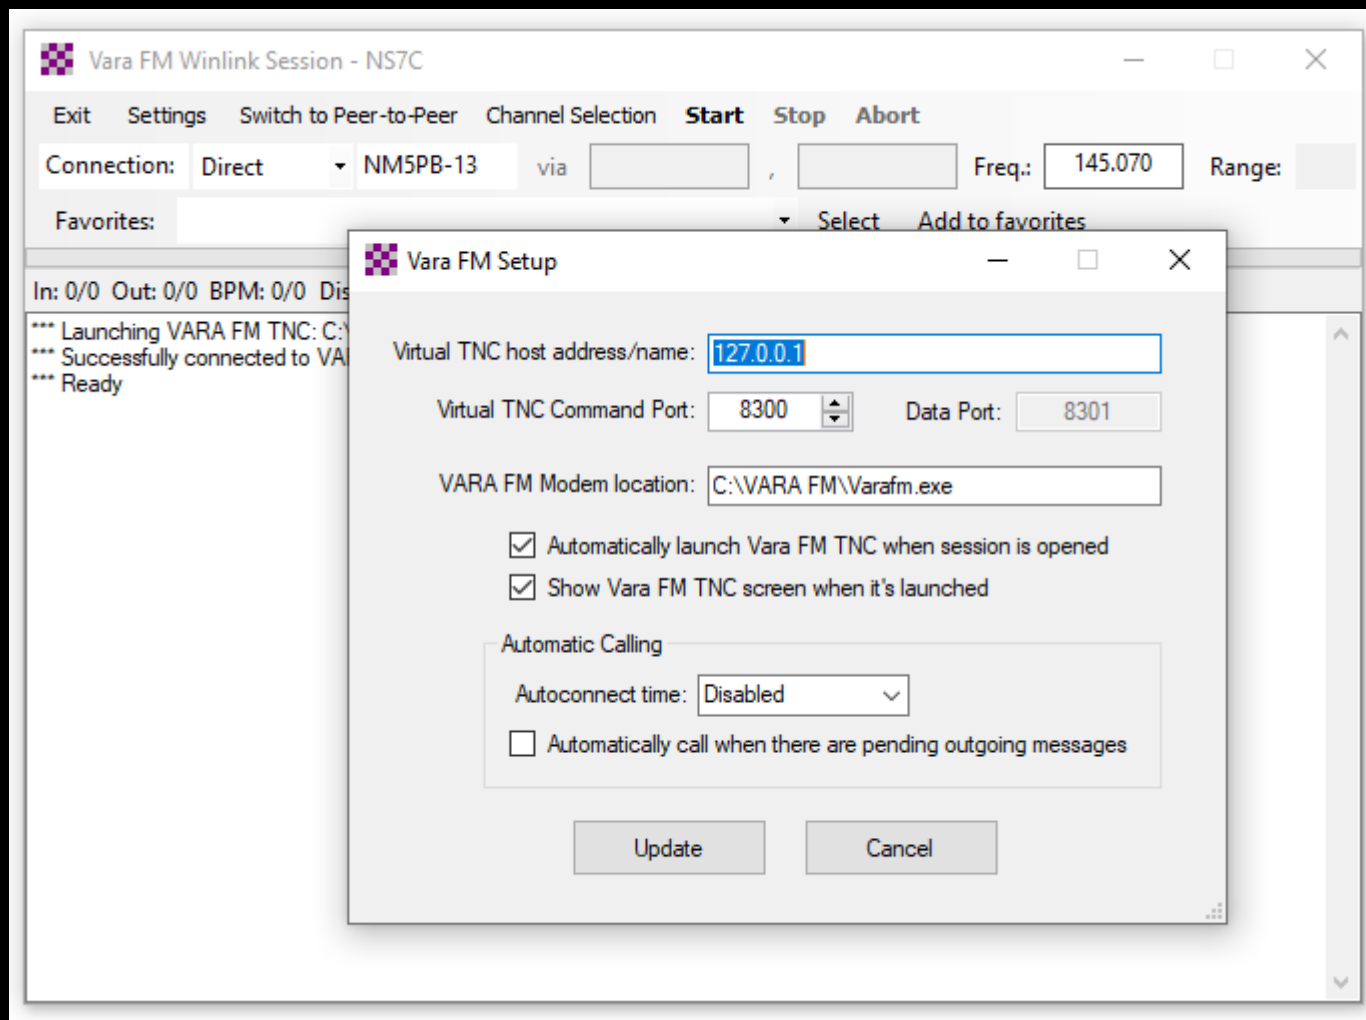 Vara FM Winlink Session - NS7C
Exit Settings Switch to Peer-to-Peer Channel Selection Start Stop Abort
Connection: Direct NM5PB-13 via , Freq.: 145.070 Range:
Favorites: Select Add to favorites
Vara FM Setup
In: 0/0 Out: 0/0 BPM: 0/0
*** Launching VARA FM TNC:
*** Successfully connected to
*** Ready
Virtual TNC host address/name: 127.0.0.1
Virtual TNC Command Port: 8300 Data Port: 8301
VARA FM Modem location: C:\VARA FM\Varafm.exe
Automatically launch Vara FM TNC when session is opened
Show Vara FM TNC screen when it's launched
Automatic Calling
Autoconnect time: Disabled
Automatically call when there are pending outgoing messages
Update Cancel